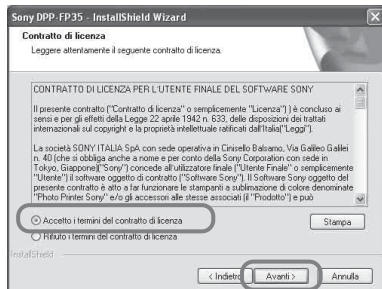 Sony DPP-FP35 - InstallShield Wizard
Contratto di licenza
Leggere attentamente il seguente contratto di licenza.
CONTRATTO DI LICENZA PER L'UTENTE FINALE DEL SOFTWARE SONY
Il presente contratto ("Contratto di licenza" o semplicemente "Licenza") ) è concluso ai
sensi e per gli effetti della Legge 22 aprile 1942 n. 633, delle disposizioni dei trattati
internazionali sul copyright e la proprietà intellettuale ratificati dall'Italia("Leggi").
La società SONY ITALIA SpA con sede operativa in Cinisello Balsamo, Via Galileo Galilei
n. 40 (che si obbliga anche a nome e per conto della Sony Corporation con sede in
Tokyo, Giappone)("Sony") concede all'utilizzatore finale ("Utente Finale" o semplicemente
"Utente") il software oggetto di contratto ("Software Sony"). Il Software Sony oggetto del
presente contratto è atto a far funzionare le stampanti a sublimazione di colore denominate
"Photo Printer Sony" e/o gli accessori alle stesse associati (il "Prodotto") e può
Accetto i termini del contratto di licenza
Stampa
Rifiuto i termini del contratto di licenza
InstallShield
< Indietro
Avanti >
Annulla